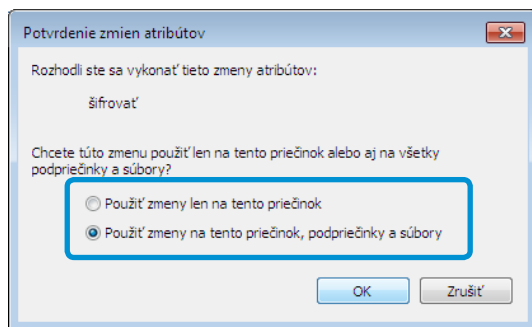 Potvrdenie zmien atribútov
Rozhodli ste sa vykonať tieto zmeny atribútov:
šifrovať
Chcete túto zmenu použiť len na tento priečinok alebo aj na všetky
podpriečinky a súbory?
Použiť zmeny len na tento priečinok
Použiť zmeny na tento priečinok, podpriečinky a súbory
OK
Zrušiť